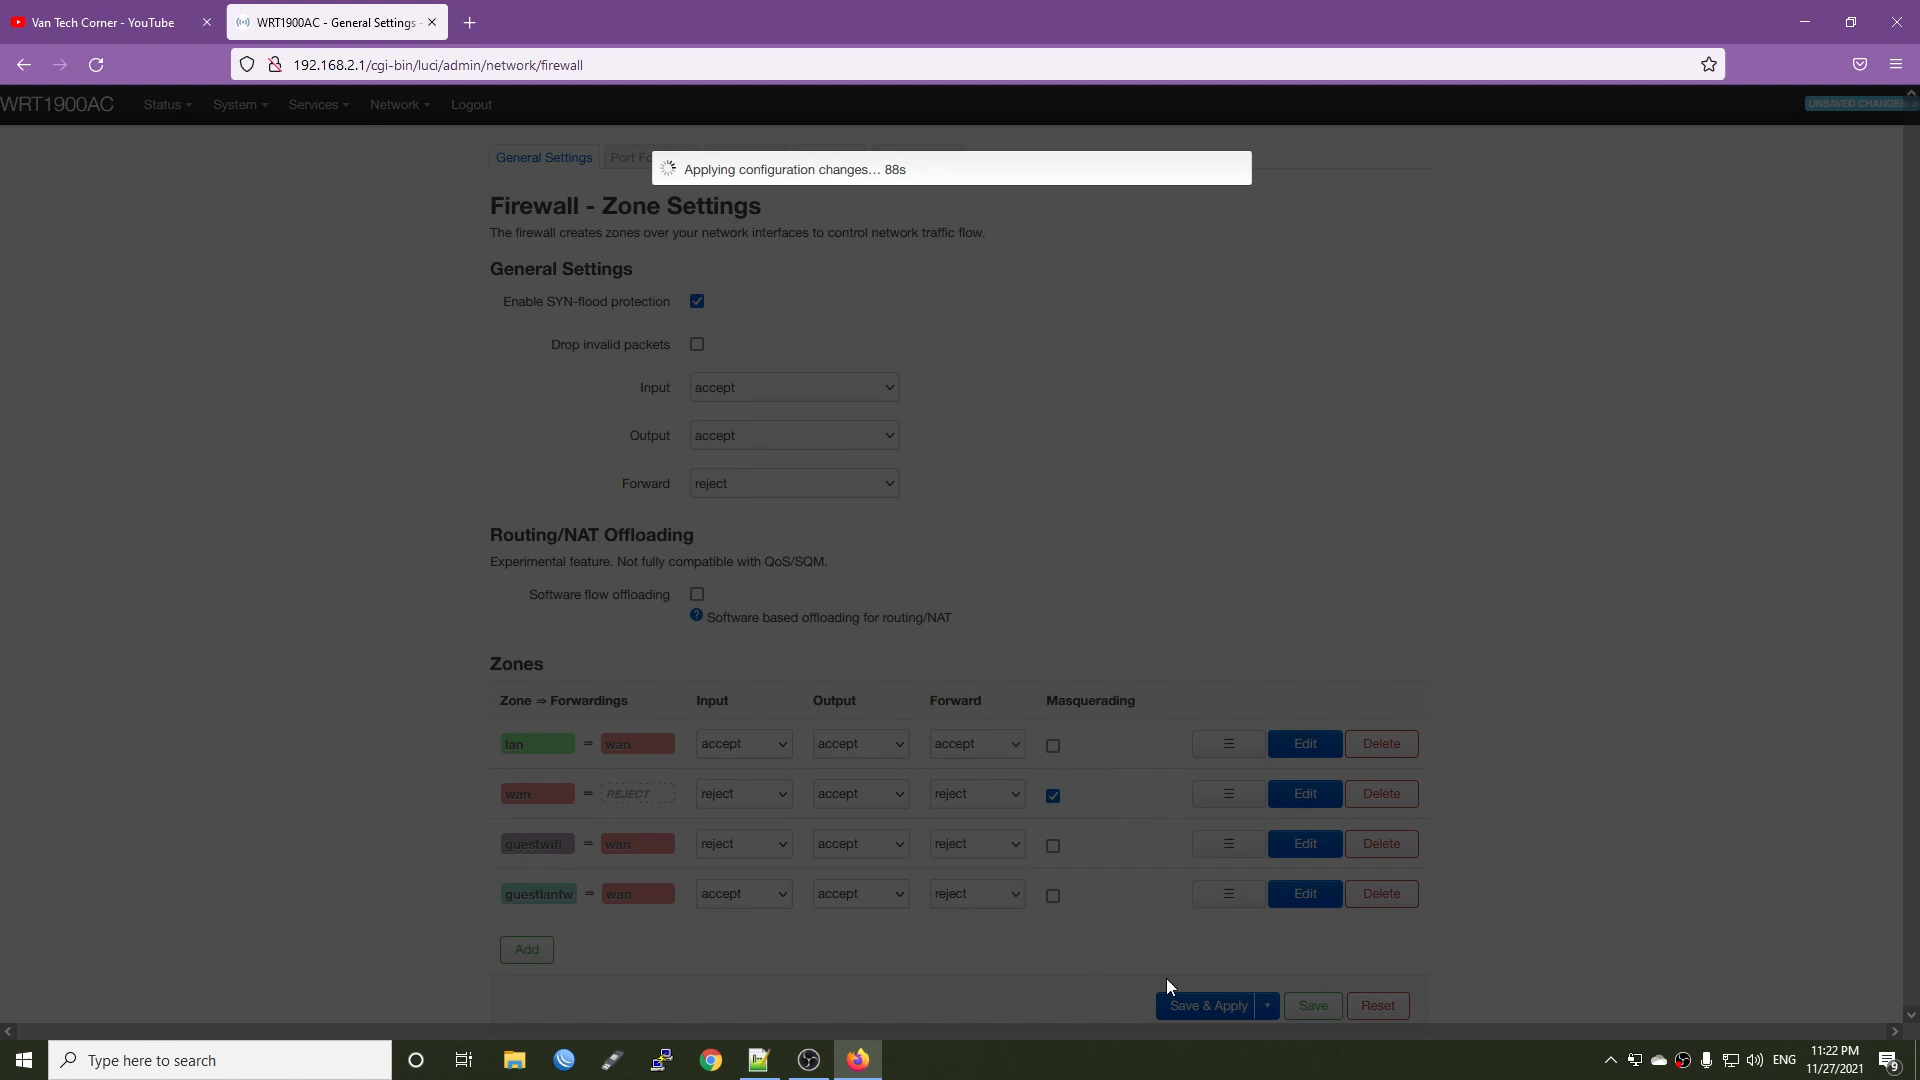 Van Tech Corner - YouTube
WRT1900AC - General Settings -
192.168.2.1/cgi-bin/luci/admin/network/firewall
WRT1900AC Status System Services Network Logout
UNSAVED CHANGES:
General Settings Port Fo
Applying configuration changes... 88s
Firewall - Zone Settings
The firewall creates zones over your network interfaces to control network traffic flow.
General Settings
Enable SYN-flood protection
Drop invalid packets
Input accept
Output accept
Forward reject
Routing/NAT Offloading
Experimental feature. Not fully compatible with QoS/SQM.
Software flow offloading
Software based offloading for routing/NAT
Zones
Zone ⇒ Forwardings Input Output Forward Masquerading
lan ⇒ wan accept accept accept Edit Delete
wan ⇒ REJECT reject accept reject Edit Delete
guestwifi ⇒ wan reject accept reject Edit Delete
guestlanfw ⇒ wan accept accept reject Edit Delete
Add
Save & Apply Save Reset
Type here to search
ENG
11:22 PM
11/27/2021
9